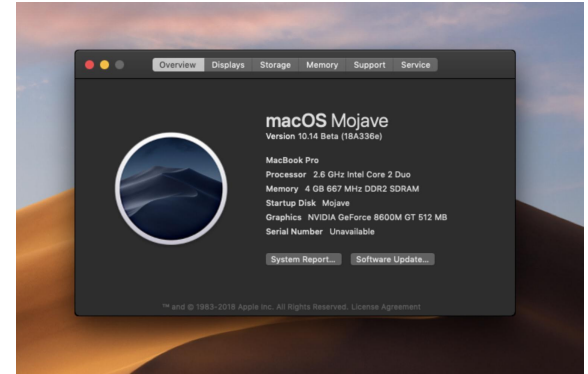 Overview Displays Storage Memory Support Service
macOS Mojave
Version 10.14 Beta (18A336e)
MacBook Pro
Processor 2.6 GHz Intel Core 2 Duo
Memory 4 GB 667 MHz DDR2 SDRAM
Startup Disk Mojave
Graphics NVIDIA GeForce 8600M GT 512 MB
Serial Number Unavailable
System Report... Software Update...
™ and © 1983-2018 Apple Inc. All Rights Reserved. License Agreement